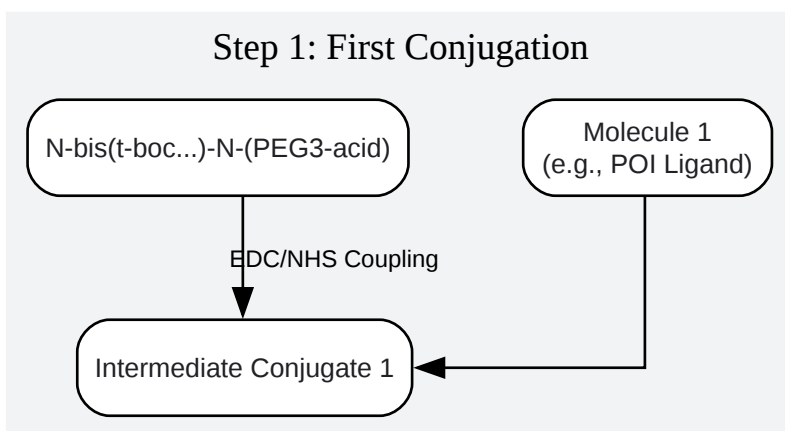 Step 1: First Conjugation
N-bis(t-boc...)-N-(PEG3-acid)
Molecule 1
(e.g., POI Ligand)
EDC/NHS Coupling
Intermediate Conjugate 1